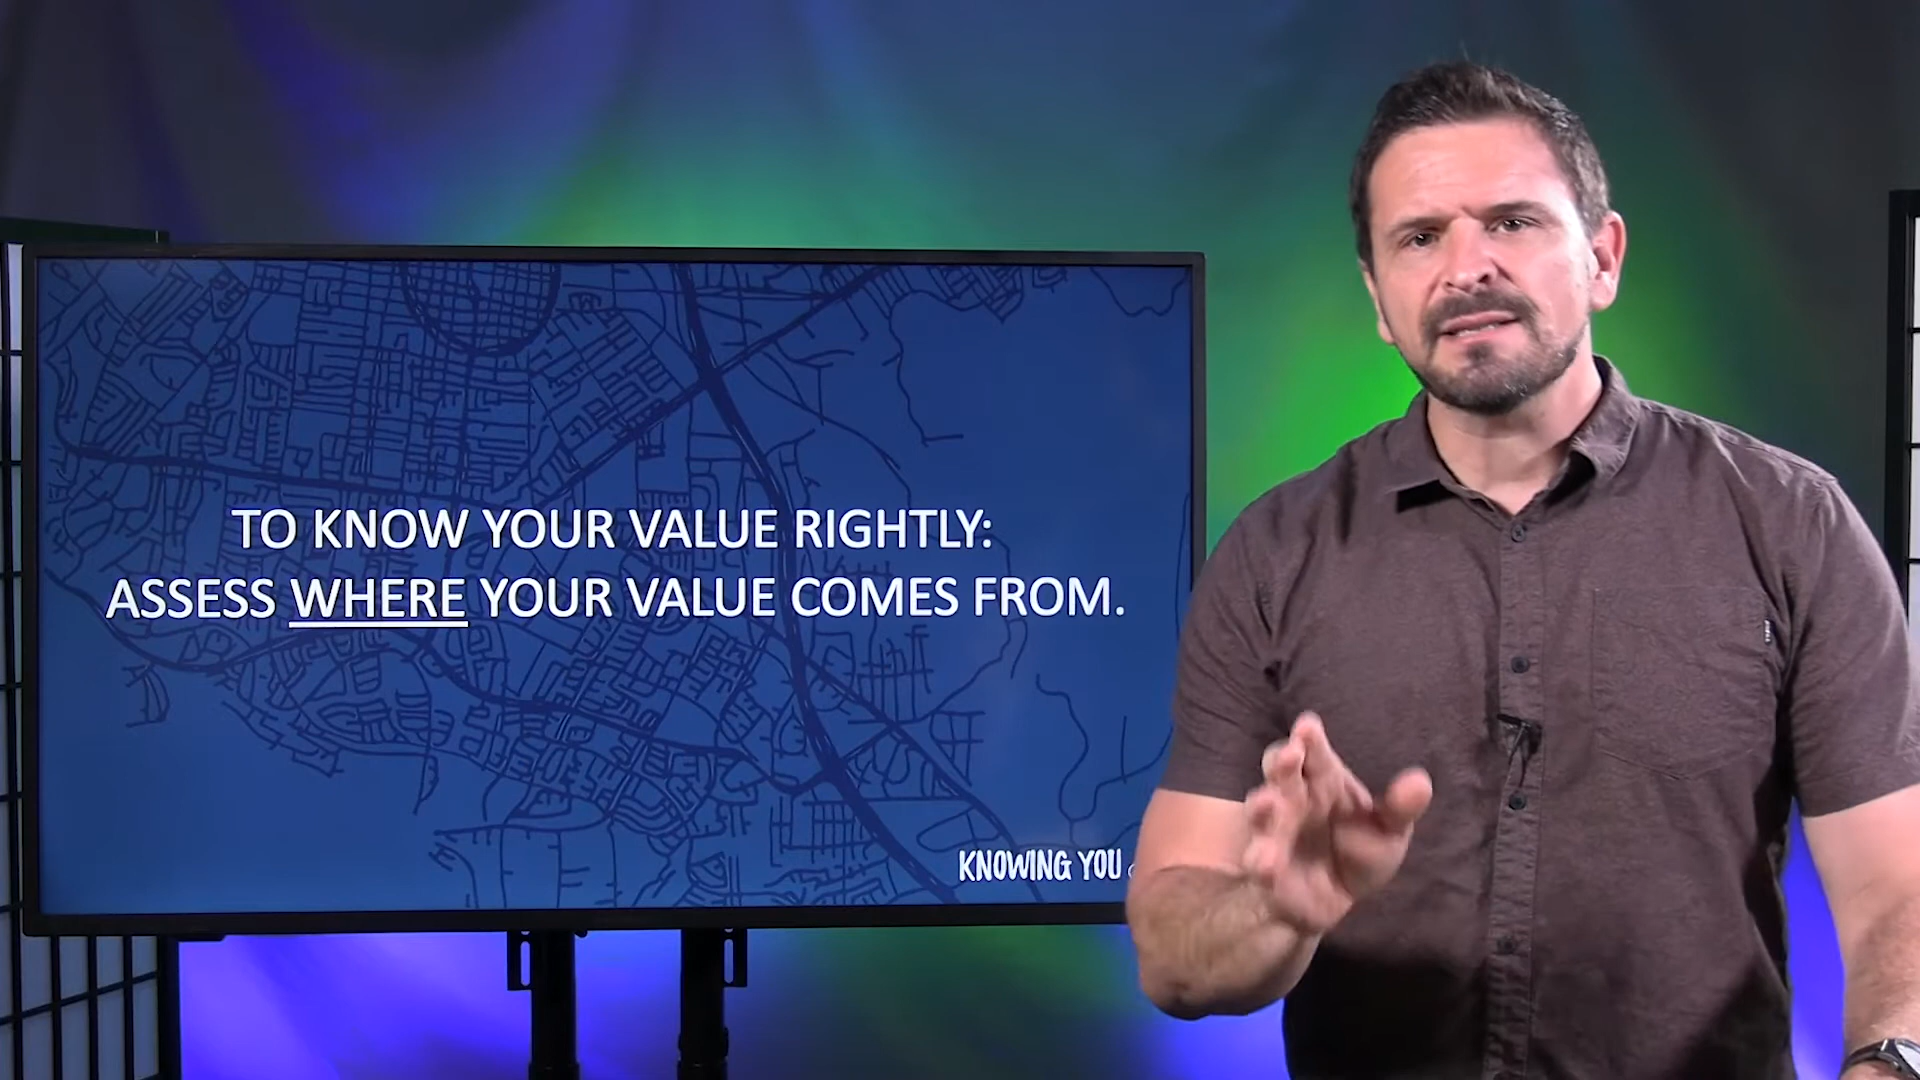 TO KNOW YOUR VALUE RIGHTLY:
ASSESS WHERE YOUR VALUE COMES FROM.
KNOWING YOU